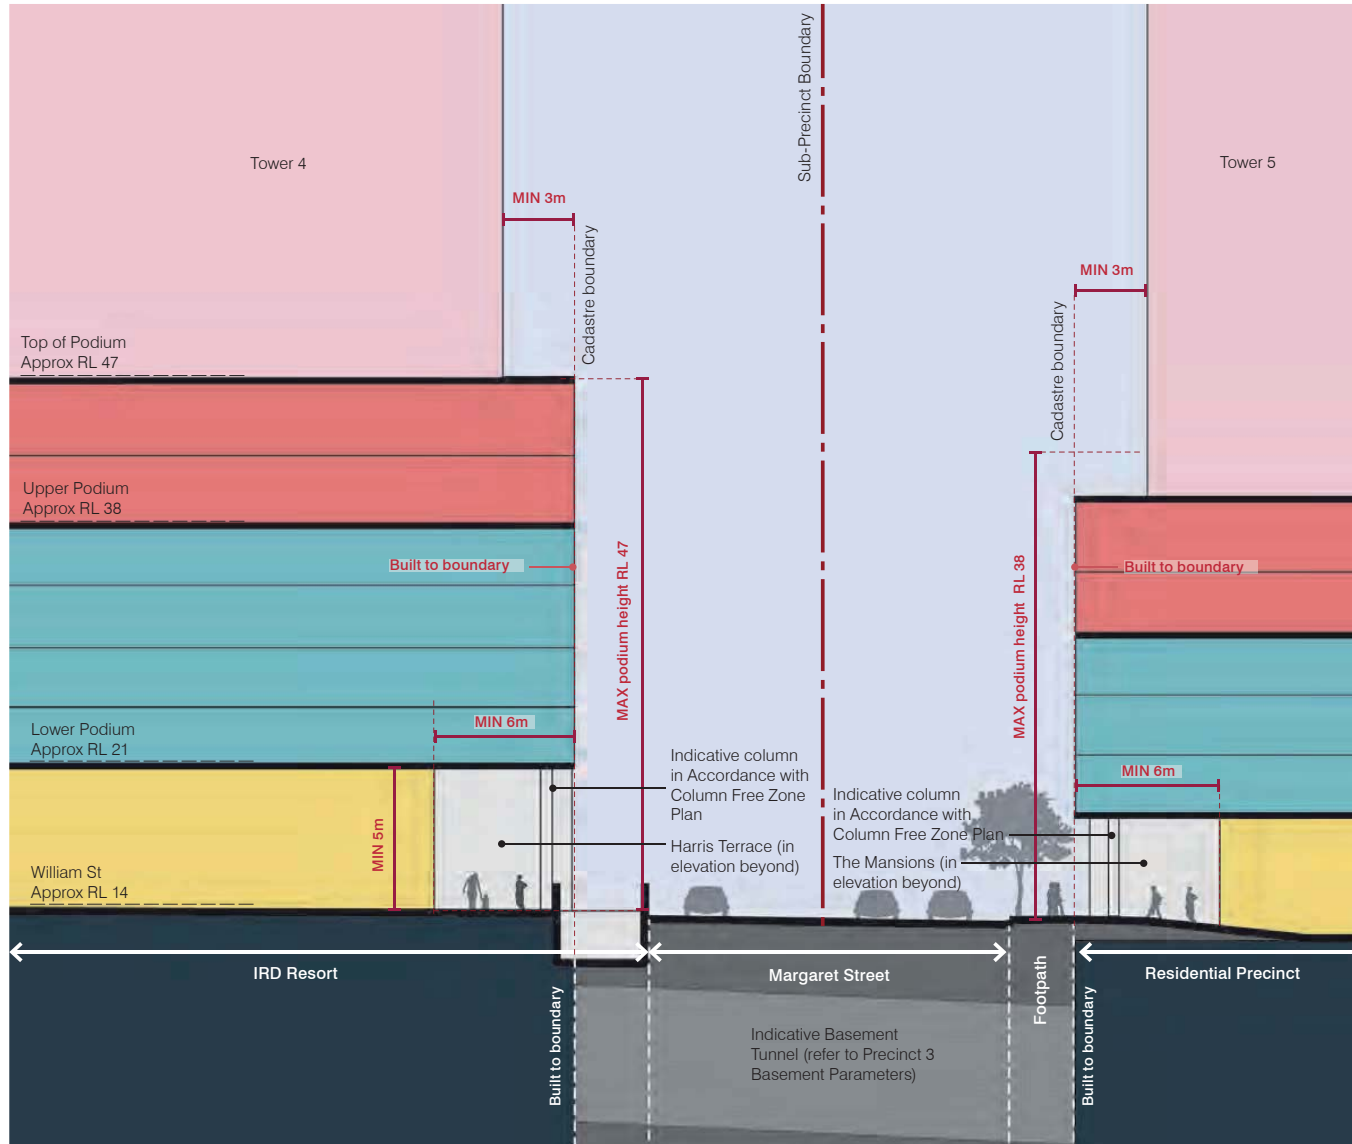 Sub-Precinct Boundary
Tower 4
Tower 5
MIN 3m
Cadastre boundary
MIN 3m
Cadastre boundary
Top of Podium
Approx RL 47
Upper Podium
Approx RL 38
Built to boundary
MAX podium height RL 47
MAX podium height RL 38
Built to boundary
Lower Podium
Approx RL 21
MIN 6m
MIN 5m
Indicative column
in Accordance with
Column Free Zone
Plan
Harris Terrace (in
elevation beyond)
Indicative column
in Accordance with
Column Free Zone Plan
The Mansions (in
elevation beyond)
MIN 6m
William St
Approx RL 14
IRD Resort
Margaret Street
Footpath
Residential Precinct
Built to boundary
Indicative Basement
Tunnel (refer to Precinct 3
Basement Parameters)
Built to boundary